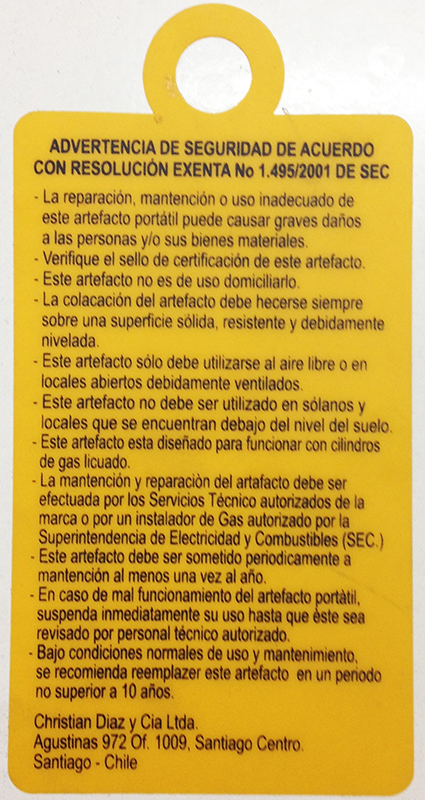 ADVERTENCIA DE SEGURIDAD DE ACUERDO
CON RESOLUCIÓN EXENTA No 1.495/2001 DE SEC
- La reparación, mantención o uso inadecuado de
este artefacto portátil puede causar graves daños
a las personas y/o sus bienes materiales.
- Verifique el sello de certificación de este artefacto.
- Este artefacto no es de uso domiciliarlo.
- La colacación del artefacto debe hecerse siempre
sobre una superficie sólida, resistente y debidamente
nivelada.
- Este artefacto sólo debe utilizarse al aire libre o en
locales abiertos debidamente ventilados.
- Este artefacto no debe ser utilizado en sólanos y
locales que se encuentran debajo del nivel del suelo.
- Este artefacto esta diseñado para funcionar con cilindros
de gas licuado.
- La mantención y reparaciòn del artafacto debe ser
efectuada por los Servicios Técnico autorizados de la
marca o por un instalador de Gas autorizado por la
Superintendencia de Electricidad y Combustibles (SEC.)
- Este artefacto debe ser sometido periodicamente a
mantención al menos una vez al año.
- En caso de mal funcionamiento del artefacto portàtil,
suspenda inmediatamente su uso hasta que èste sea
revisado por personal técnico autorizado.
- Bajo condiciones normales de uso y mantenimiento,
se recomienda reemplazer este artefacto en un periodo
no superior a 10 años.
Christian Diaz y Cia Ltda.
Agustinas 972 Of. 1009, Santiago Centro.
Santiago - Chile